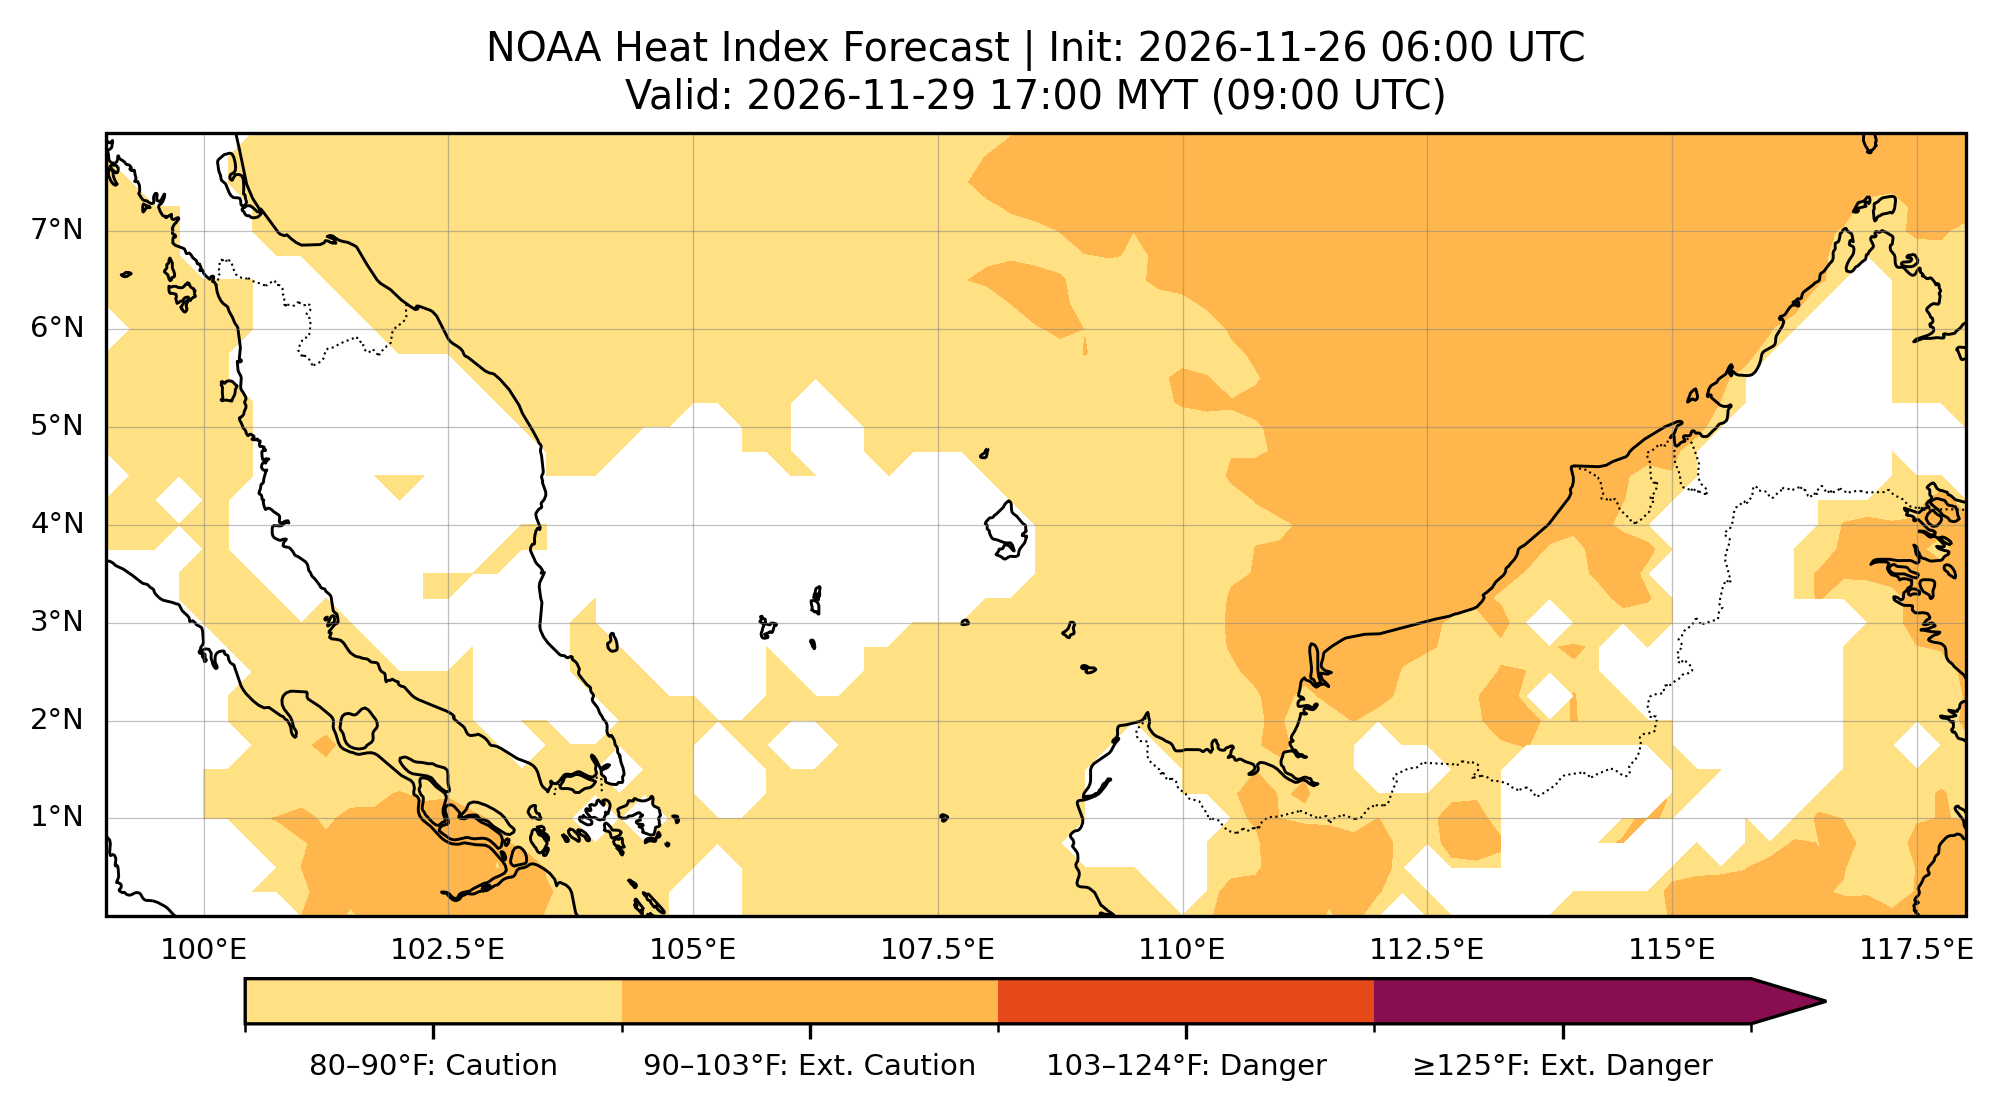 NOAA Heat Index Forecast | Init: 2026-11-26 06:00 UTC
Valid: 2026-11-29 17:00 MYT (09:00 UTC)
7°N
6°N
5°N
4°N
3°N
2°N
1°N
100°E
102.5°E
105°E
107.5°E
110°E
112.5°E
115°E
117.5°E
80–90°F: Caution
90–103°F: Ext. Caution
103–124°F: Danger
≥125°F: Ext. Danger